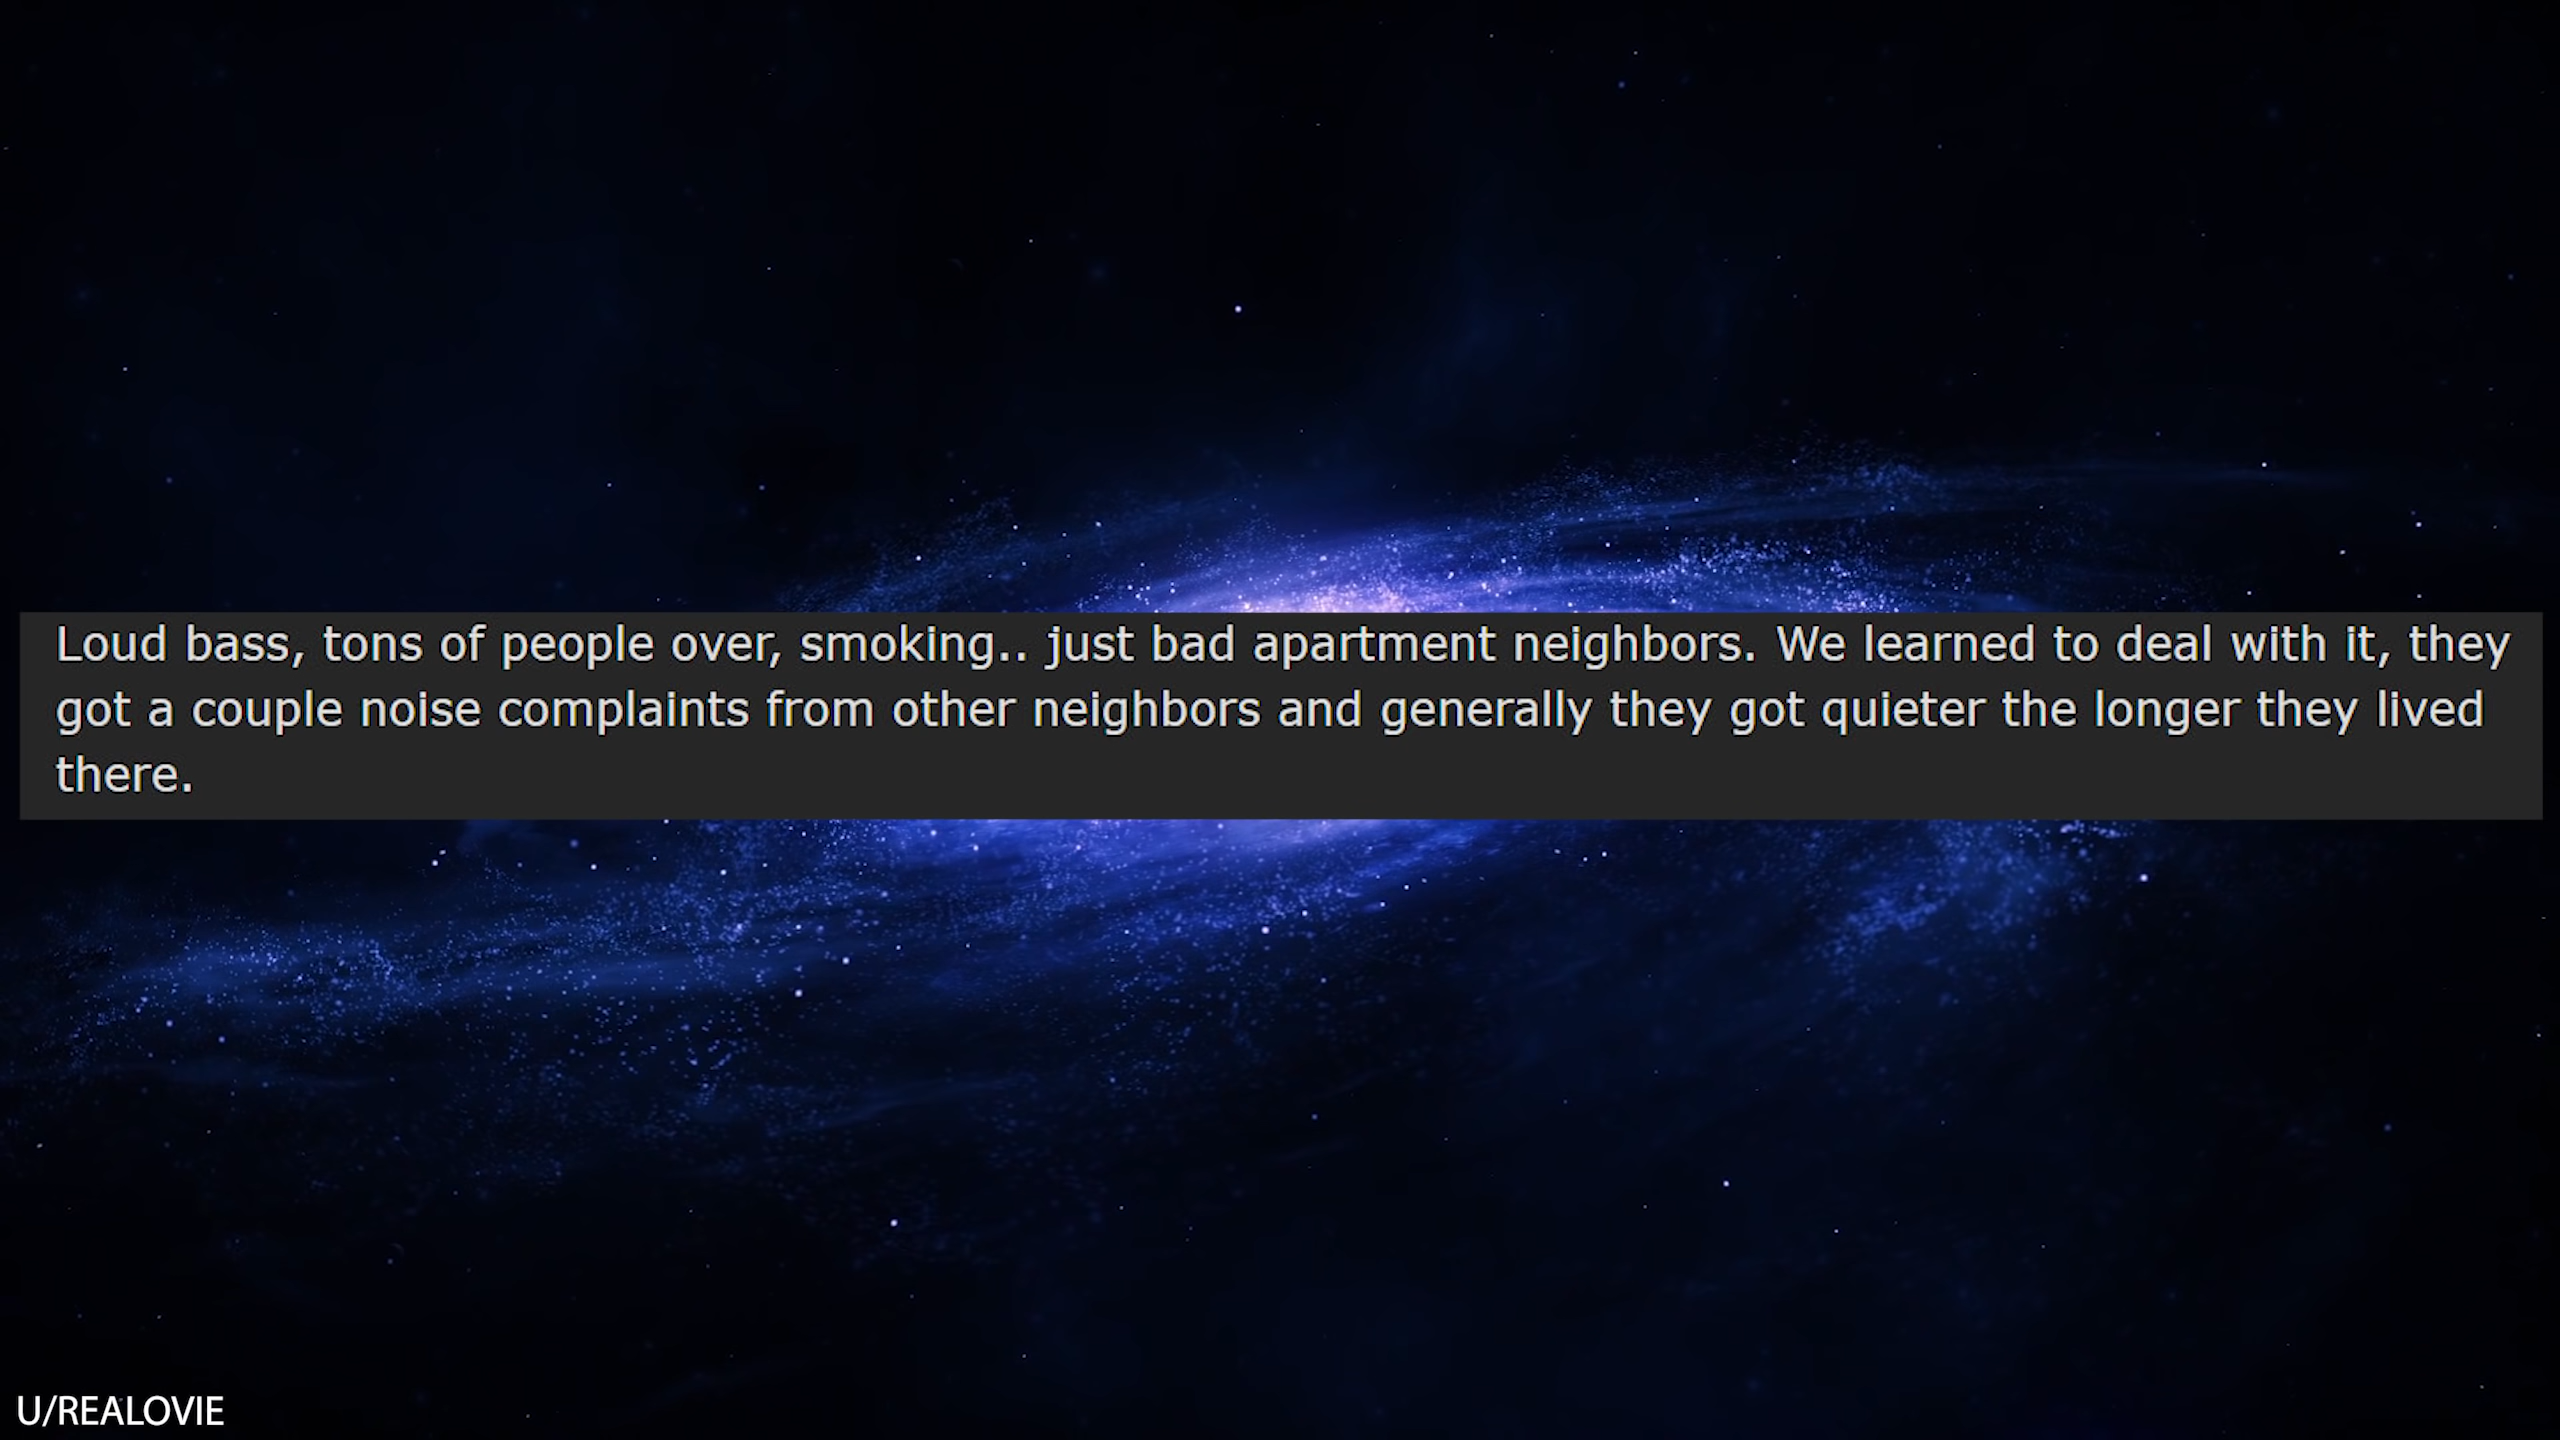 Loud bass, tons of people over, smoking.. just bad apartment neighbors. We learned to deal with it, they
got a couple noise complaints from other neighbors and generally they got quieter the longer they lived
there.
U/REALOVIE